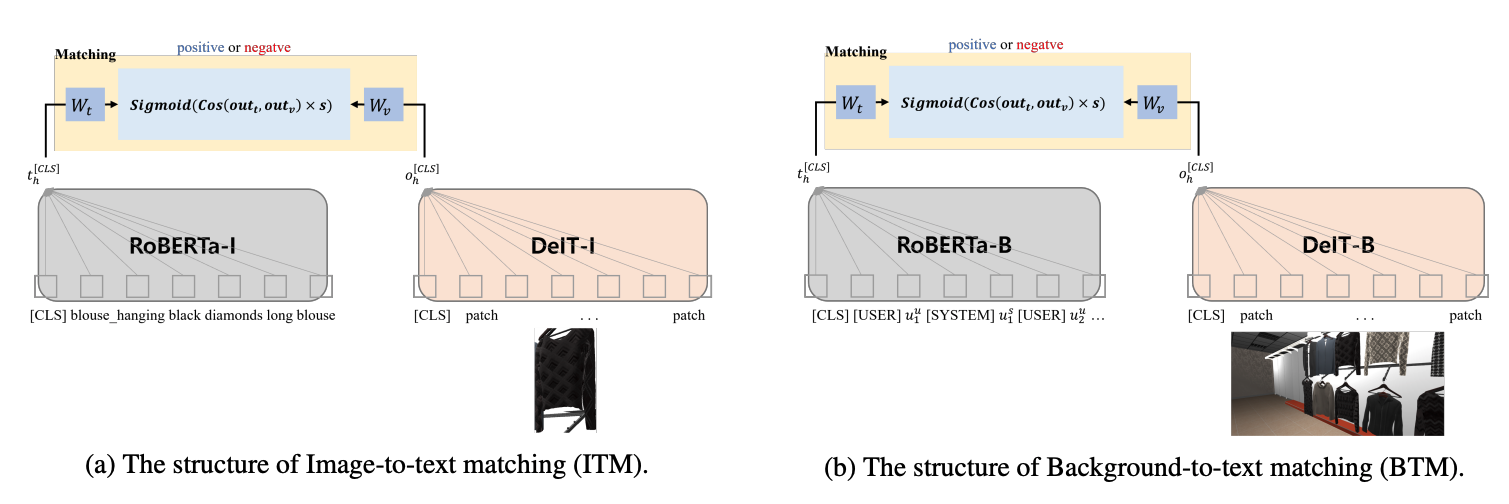 positive or negatve
Matching
W_t
Sigmoid(Cos(out_t, out_v) × s)
W_v
t_h^{[CLS]}
o_h^{[CLS]}
RoBERTa-I
DeIT-I
[CLS] blouse_hanging black diamonds long blouse
[CLS] patch . . . patch
(a) The structure of Image-to-text matching (ITM).
positive or negatve
Matching
W_t
Sigmoid(Cos(out_t, out_v) × s)
W_v
t_h^{[CLS]}
o_h^{[CLS]}
RoBERTa-B
DeIT-B
[CLS] [USER] u_1^u [SYSTEM] u_1^s [USER] u_2^u ...
[CLS] patch . . . patch
(b) The structure of Background-to-text matching (BTM).